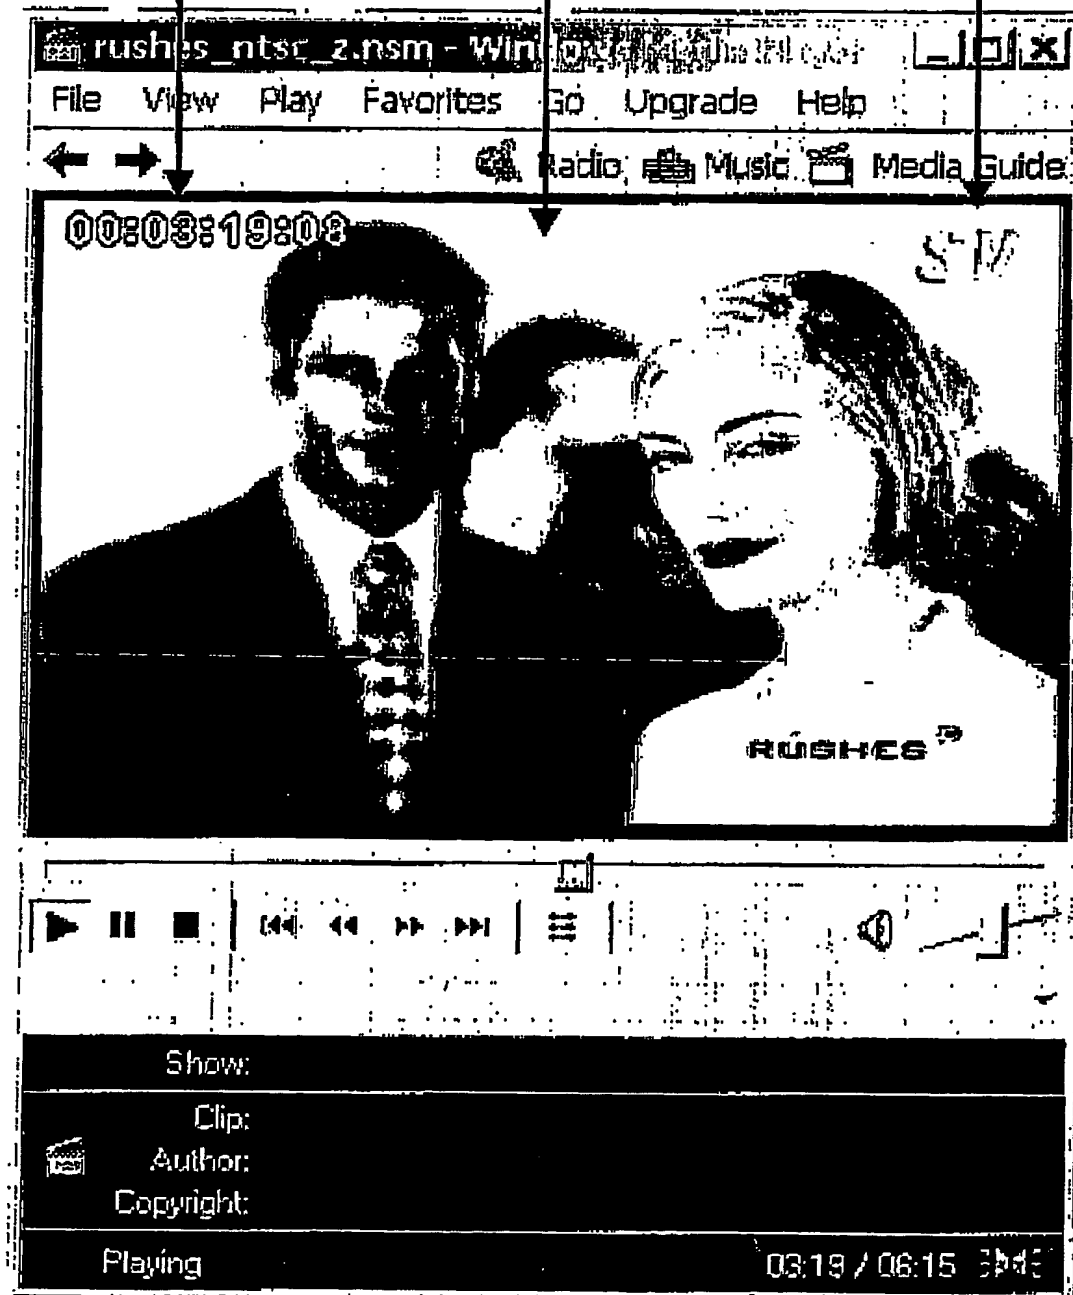 rushes_ntsc_z.nsm - Windows
File View Play Favorites Go Upgrade Help
Radio Music Media Guide
00:03:19:08
RUSHES
Show:
Clip:
Author:
Copyright:
Playing 03:19 / 06:15